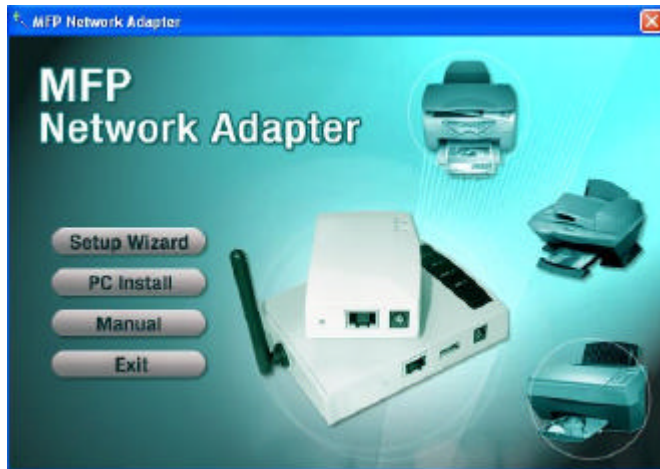 MFP Network Adapter
MFP
Network Adapter
Setup Wizard
PC Install
Manual
Exit